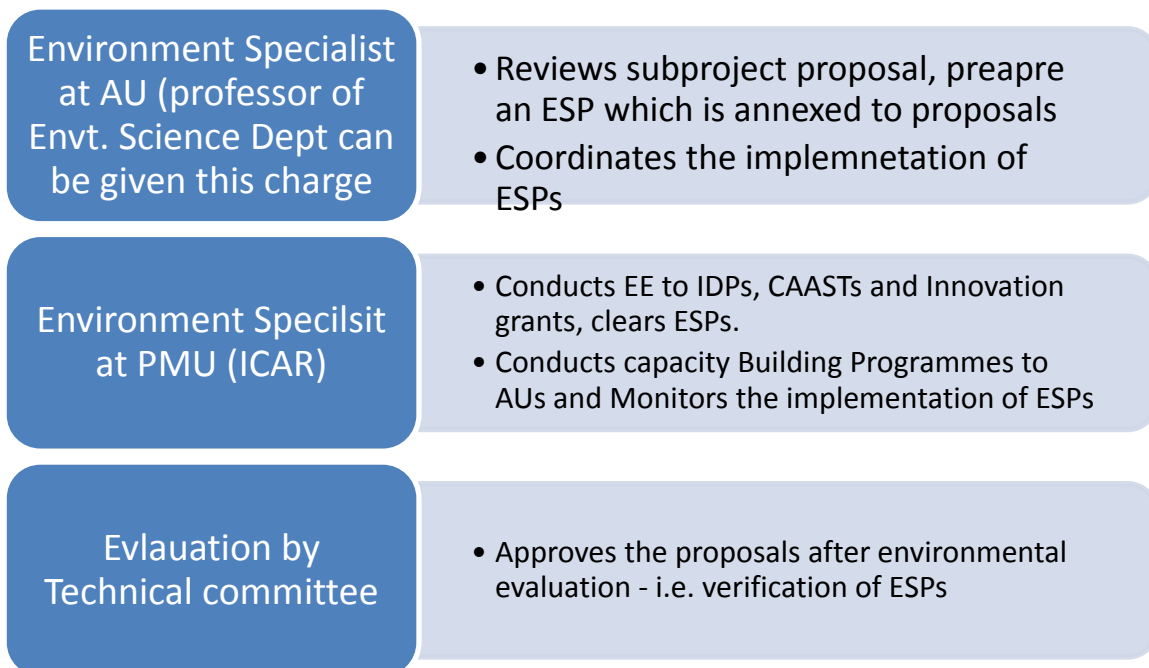 Environment Specialist
at AU (professor of
Envt. Science Dept can
be given this charge
• Reviews subproject proposal, preapre
an ESP which is annexed to proposals
• Coordinates the implemnetation of
ESPs
Environment Specilsit
at PMU (ICAR)
• Conducts EE to IDPs, CAASTs and Innovation
grants, clears ESPs.
• Conducts capacity Building Programmes to
AUs and Monitors the implementation of ESPs
Evlauation by
Technical committee
• Approves the proposals after environmental
evaluation - i.e. verification of ESPs